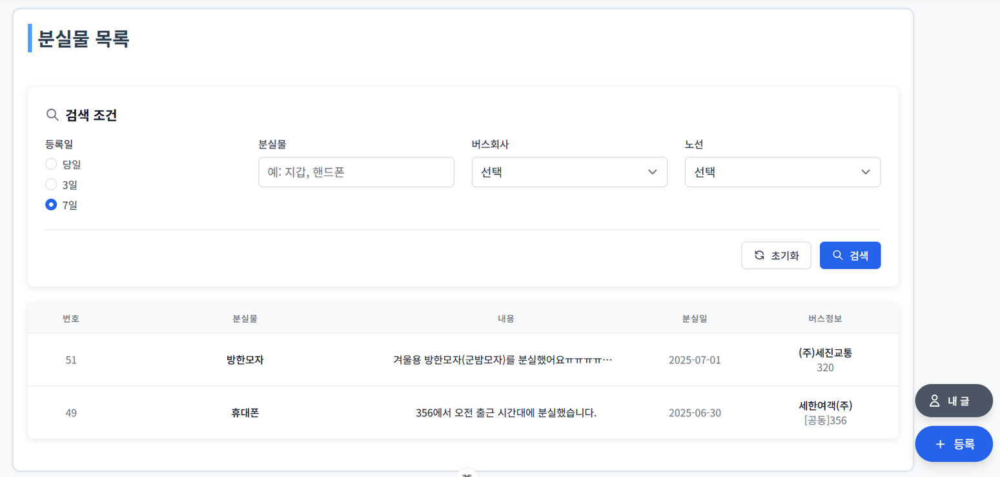 분실물 목록
검색 조건
등록일
당일
3일
7일
분실물
예: 지갑, 핸드폰
버스회사
선택
노선
선택
초기화
검색
번호 분실물 내용 분실일 버스정보
51 방한모자 겨울용 방한모자(군밤모자)를 분실했어요ㅠㅠㅠㅠ… 2025-07-01 (주)세진교통
320
49 휴대폰 356에서 오전 출근 시간대에 분실했습니다. 2025-06-30 세한여객(주)
[공동]356
내 글
등록